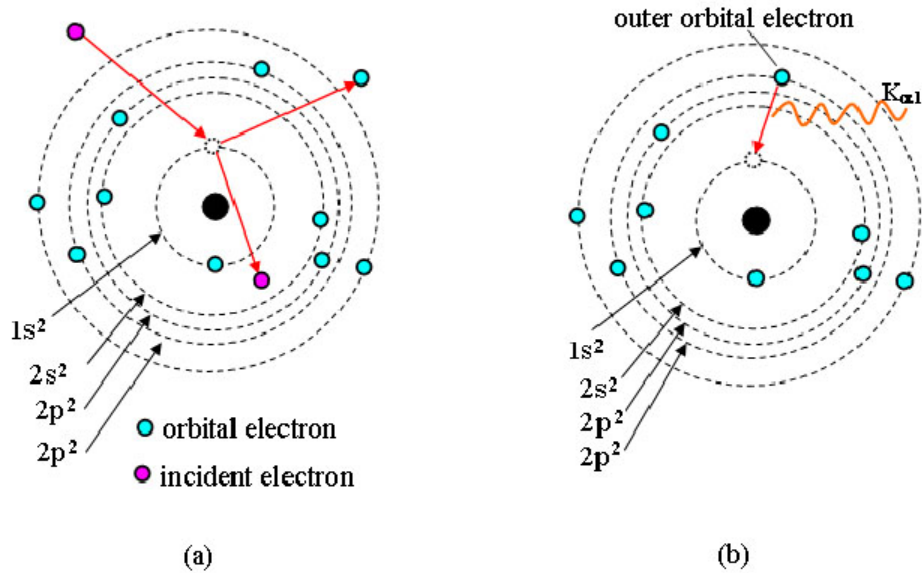 1s²
2s²
2p²
2p²
orbital electron
incident electron
(a)
outer orbital electron
Kα1
1s²
2s²
2p²
2p²
(b)